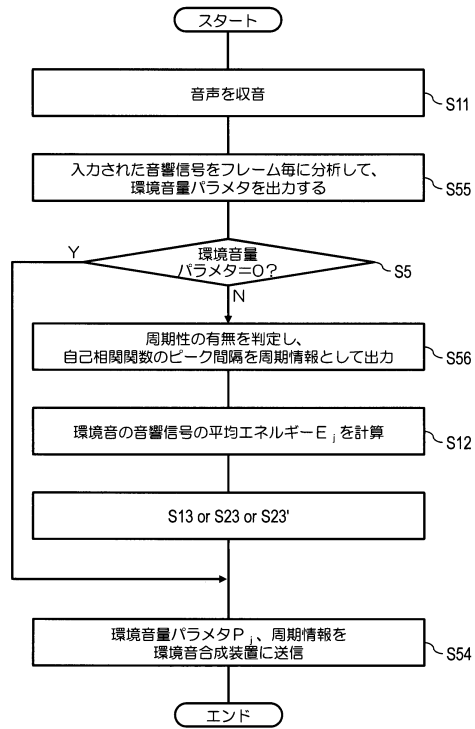 スタート
音声を収音
S11
入力された音響信号をフレーム毎に分析して、
環境音量パラメタを出力する
S55
環境音量
パラメタ=0?
Y
S5
N
周期性の有無を判定し、
自己相関関数のピーク間隔を周期情報として出力
S56
環境音の音響信号の平均エネルギーE j を計算
S12
S13 or S23 or S23'
環境音量パラメタP j 、周期情報を
環境音合成装置に送信
S54
エンド